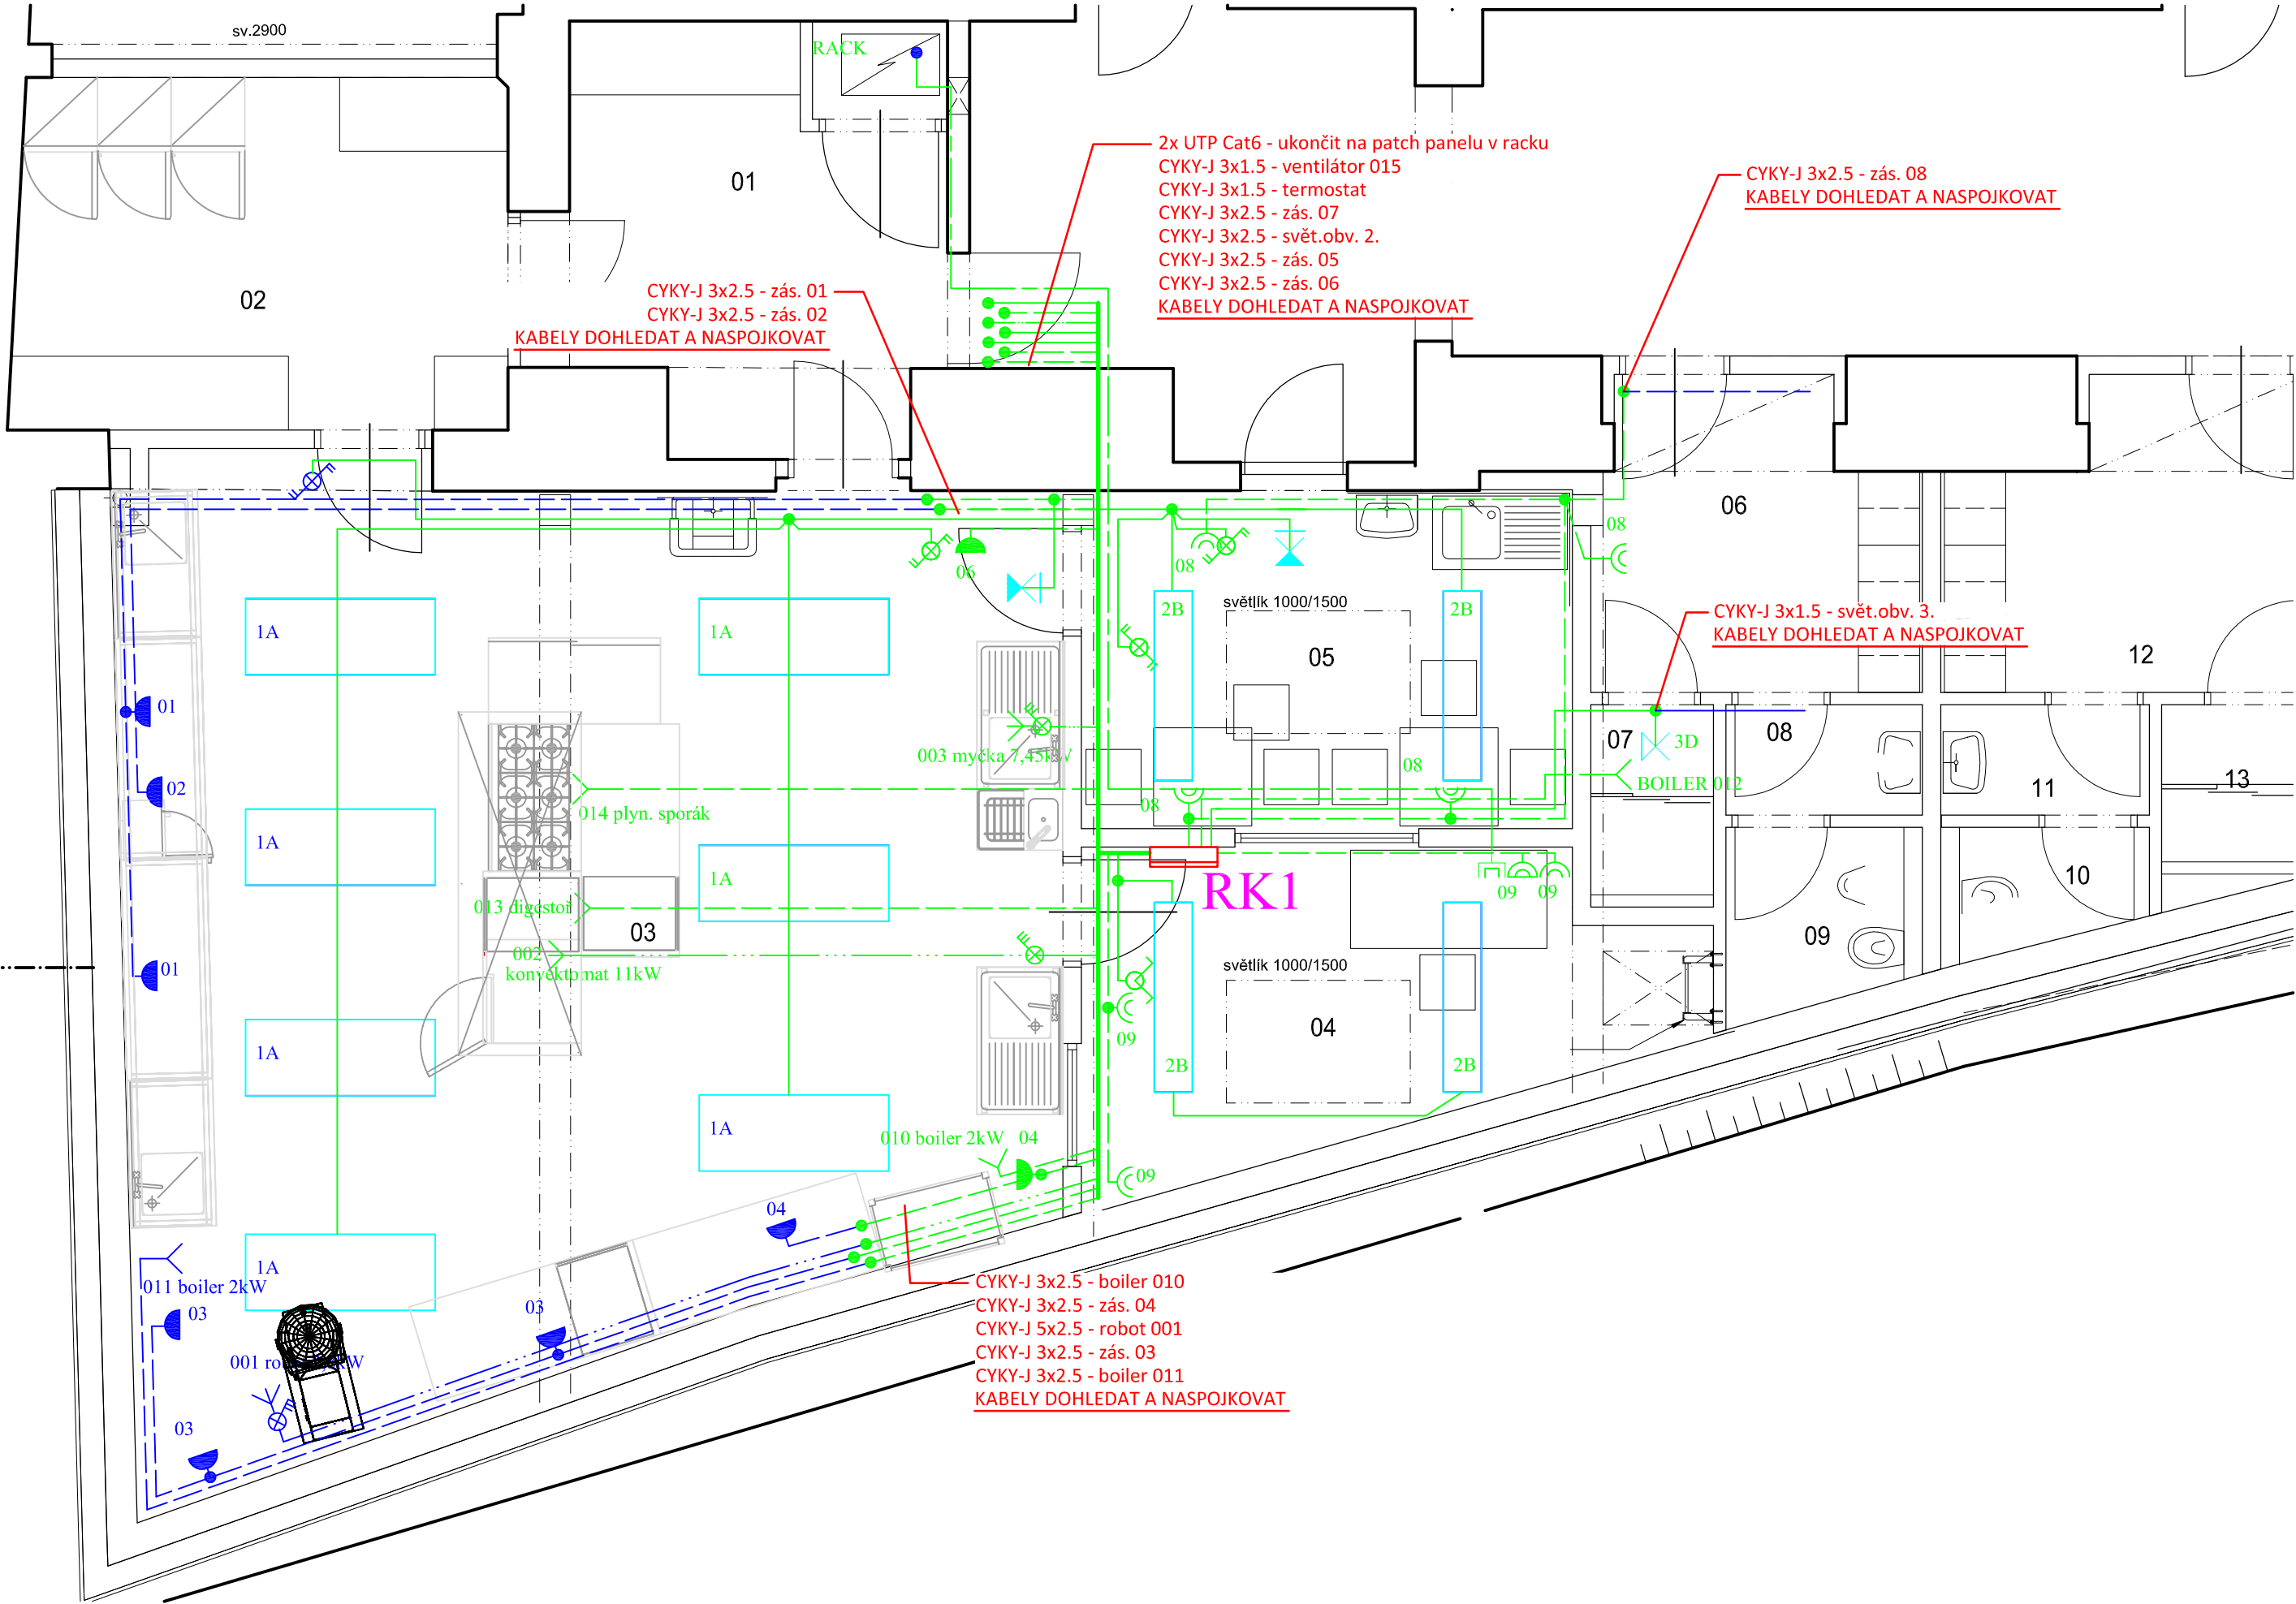 sv.2900
RACK
01
2x UTP Cat6 - ukončit na patch panelu v racku
CYKY-J 3x1.5 - ventilátor 015
CYKY-J 3x1.5 - termostat
CYKY-J 3x2.5 - zás. 07
CYKY-J 3x2.5 - svět.obv. 2.
CYKY-J 3x2.5 - zás. 05
CYKY-J 3x2.5 - zás. 06
KABELY DOHLEDAT A NASPOJKOVAT
CYKY-J 3x2.5 - zás. 08
KABELY DOHLEDAT A NASPOJKOVAT
02
CYKY-J 3x2.5 - zás. 01
CYKY-J 3x2.5 - zás. 02
KABELY DOHLEDAT A NASPOJKOVAT
06
08
06
08
1A
1A
2B
světlík 1000/1500
2B
CYKY-J 3x1.5 - svět.obv. 3.
KABELY DOHLEDAT A NASPOJKOVAT
05
12
01
02
003 myčka 7,45kW
08
07
3D
08
BOILER 012
11
13
014 plyn. sporák
08
1A
1A
RK1
09
09
10
013 digestoř
03
09
002
konvektomat 11kW
světlík 1000/1500
01
04
09
1A
2B
2B
1A
010 boiler 2kW
04
09
04
1A
011 boiler 2kW
03
03
001
kW
03
CYKY-J 3x2.5 - boiler 010
CYKY-J 3x2.5 - zás. 04
CYKY-J 5x2.5 - robot 001
CYKY-J 3x2.5 - zás. 03
CYKY-J 3x2.5 - boiler 011
KABELY DOHLEDAT A NASPOJKOVAT